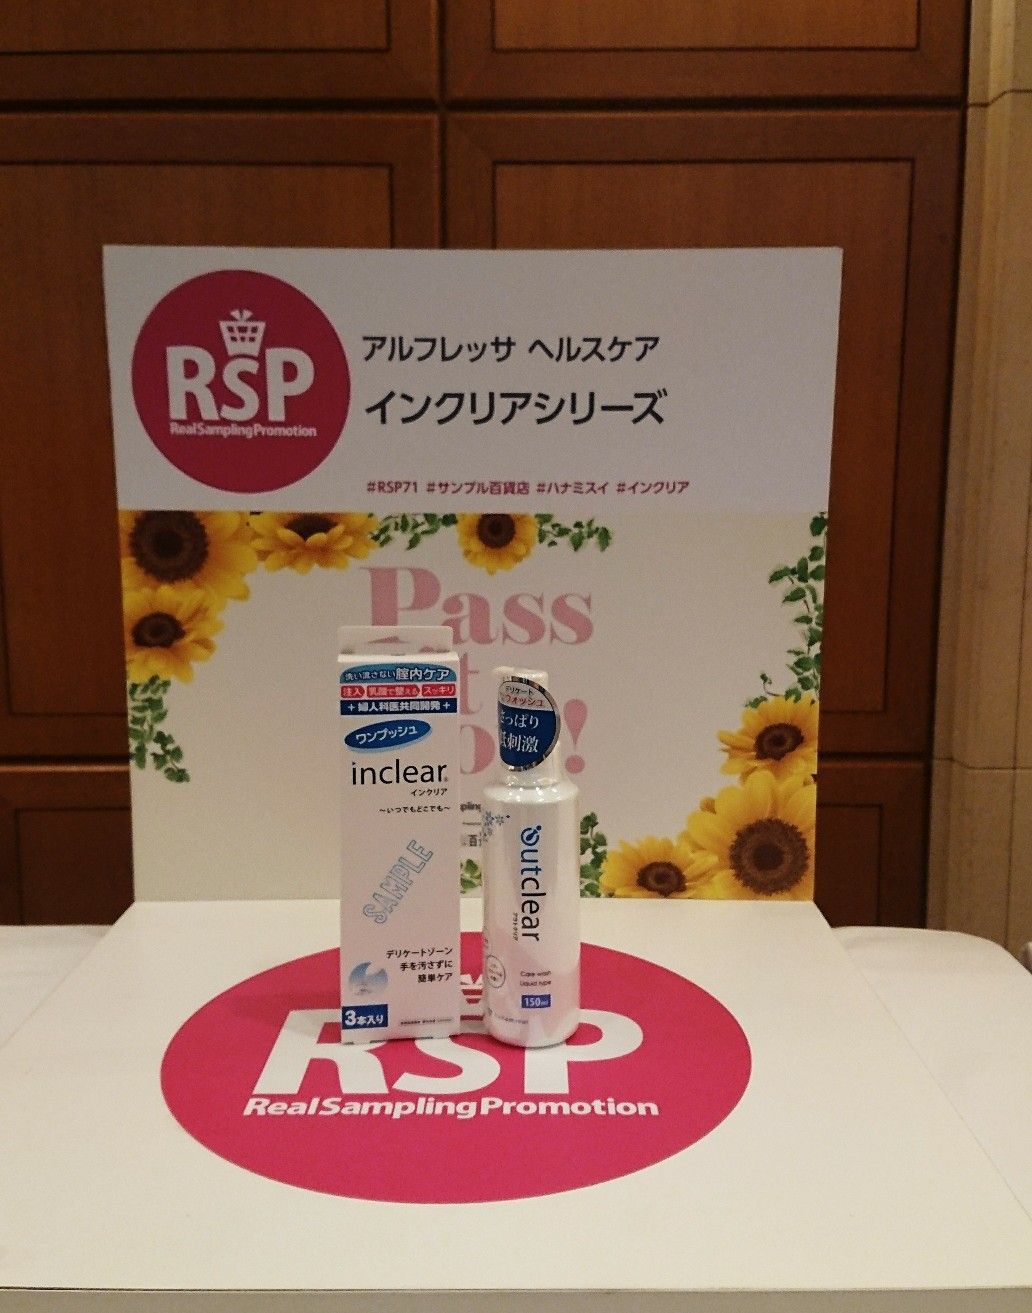 RSP
RealSamplingPromotion
アルフレッサ ヘルスケア
インクリアシリーズ
#RSP71 #サンプル百貨店 #ハナミスイ #インクリア
Pass
洗い流さない 膣内ケア
注入 乳酸で整える スッキリ
+ 婦人科医共同開発 +
ワンプッシュ
inclear
インクリア
～いつでもどこでも～
SAMPLE
デリケートゾーン
手を汚さずに
簡単ケア
3本入り
デリケート
ウォッシュ
さっぱり
低刺激
outclear
アウトクリア
Care wash
Liquid type
150ml
RSP
RealSamplingPromotion